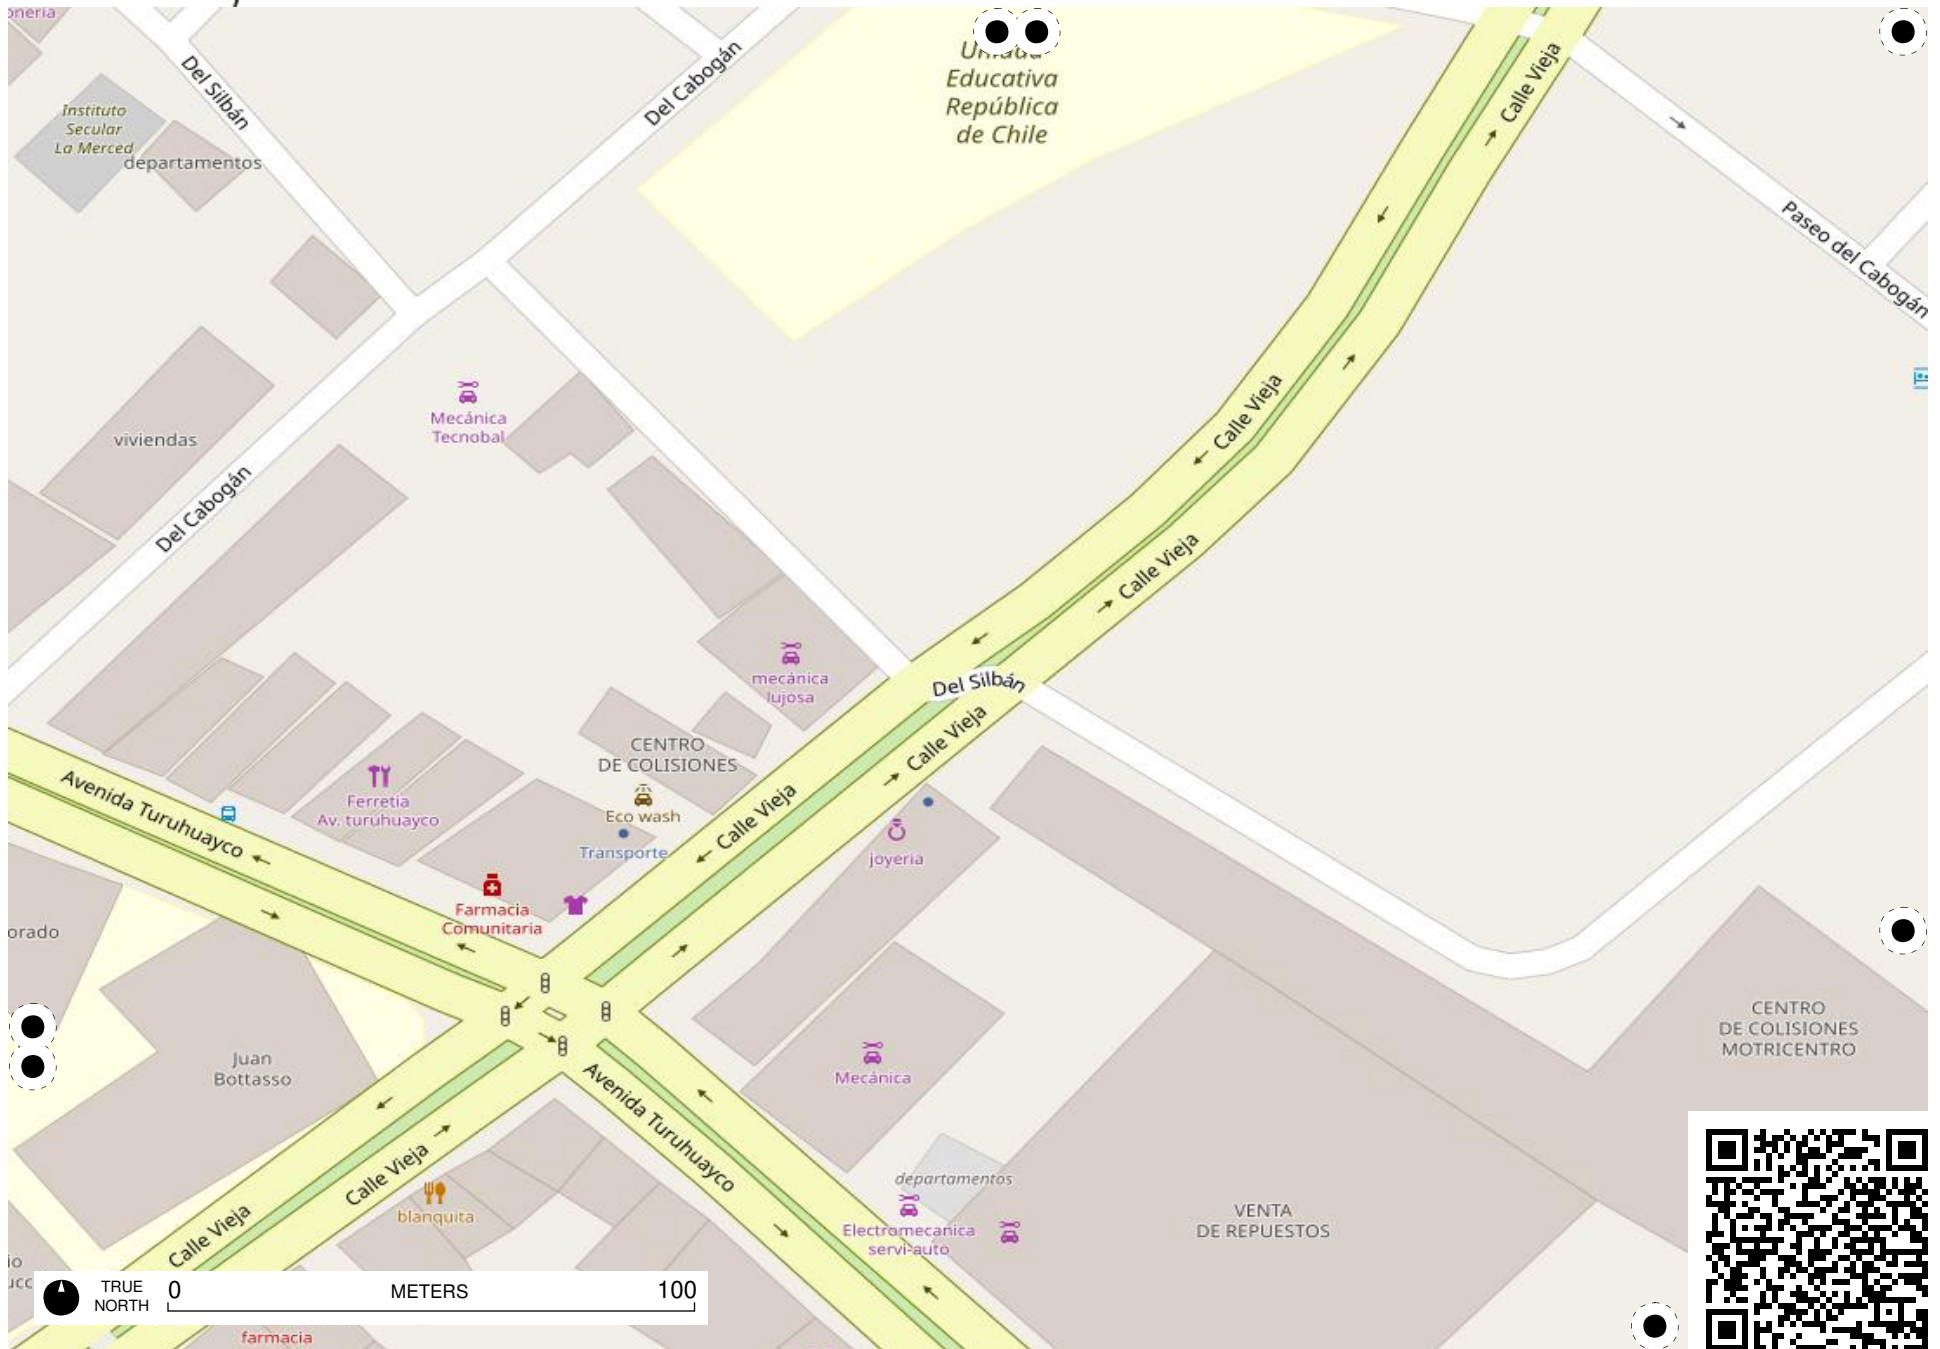 Del Silbán
Del Cabogán
Educativa
República
de Chile
Calle Vieja
Instituto
Secular
La Merced
departamentos
Paseo del Cabogán
Mecánica
Tecnobal
Calle Vieja
viviendas
Del Cabogán
Calle Vieja
mecánica
lujosa
Del Silbán
Calle Vieja
CENTRO
DE COLISIONES
Avenida Turuhuayco
Ferretia
Av. turuhuayco
Eco wash
Calle Vieja
Transporte
joyeria
Farmacia
Comunitaria
orado
CENTRO
DE COLISIONES
MOTRICENTRO
Juan
Bottasso
Mecánica
Avenida Turuhuayco
Calle Vieja
departamentos
blanquita
Calle Vieja
Electromecanica
servi-auto
VENTA
DE REPUESTOS
TRUE
NORTH
0
METERS
100
farmacia